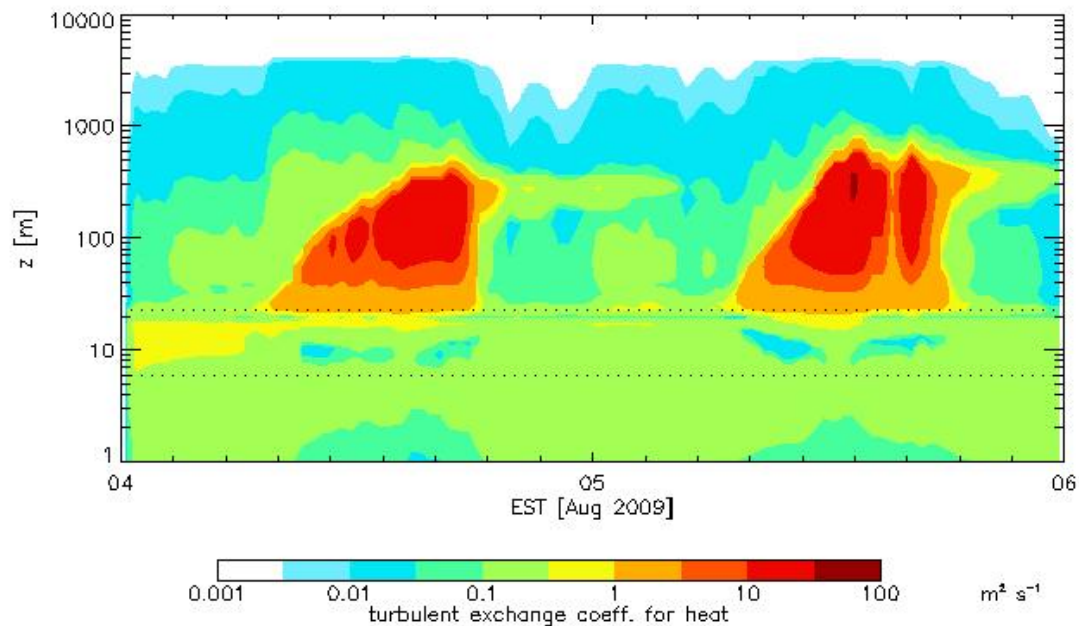 10000
1000
100
10
1
z [m]
04 05 06
EST [Aug 2009]
0.001 0.01 0.1 1 10 100 m² s⁻¹
turbulent exchange coeff. for heat